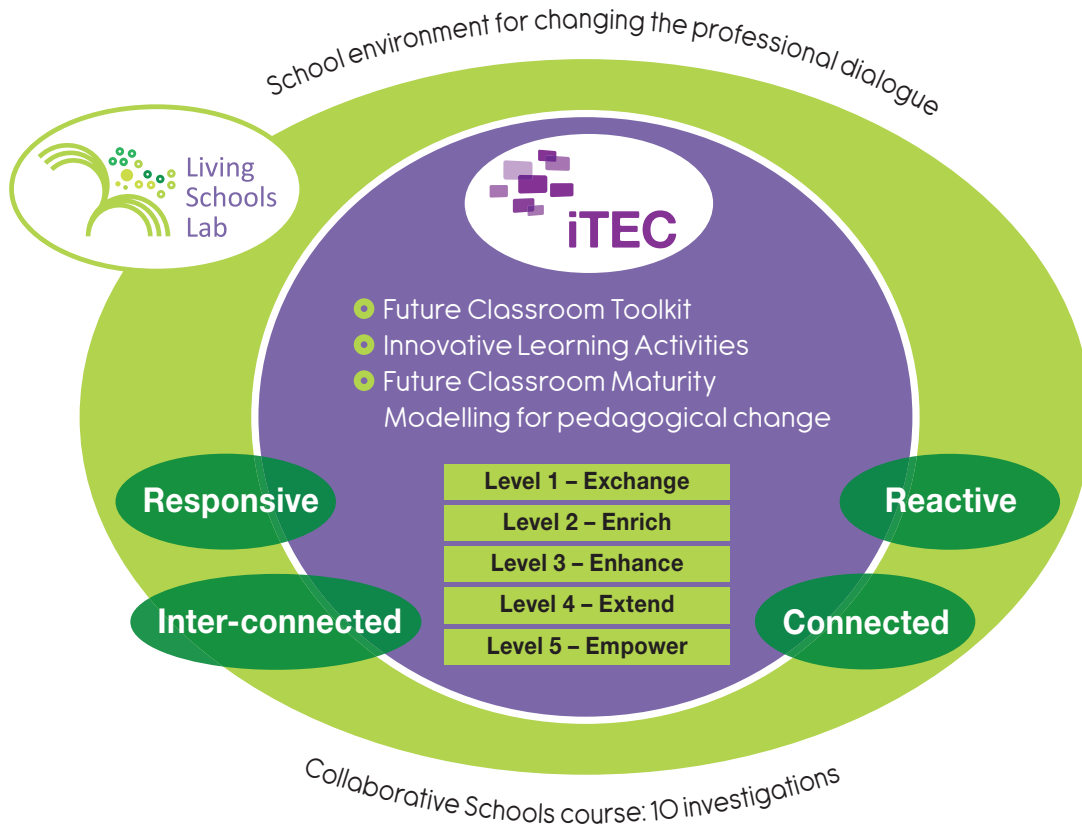 School environment for changing the professional dialogue
Living
Schools
Lab
iTEC
Future Classroom Toolkit
Innovative Learning Activities
Future Classroom Maturity
Modelling for pedagogical change
Level 1 – Exchange
Level 2 – Enrich
Level 3 – Enhance
Level 4 – Extend
Level 5 – Empower
Responsive
Reactive
Inter-connected
Connected
Collaborative Schools course: 10 investigations